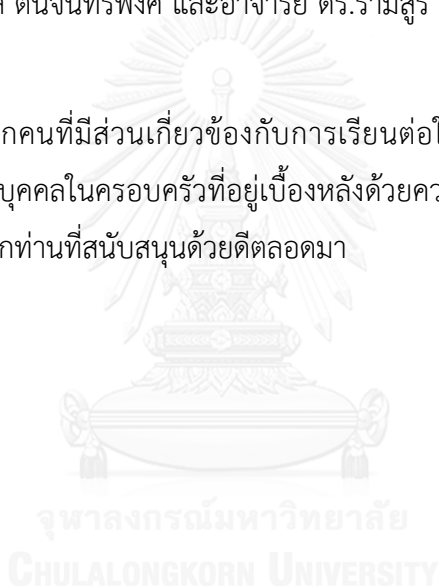 ตันจันทร์พงศ์ และอาจารย์ ดร.รามสูร
กคนที่มีส่วนเกี่ยวข้องกับการเรียนต่อใ
บุคคลในครอบครัวที่อยู่เบื้องหลังด้วยคว
กท่านที่สนับสนุนด้วยดีตลอดมา
จุฬาลงกรณ์มหาวิทยาลัย
CHULALONGKORN UNIVERSITY